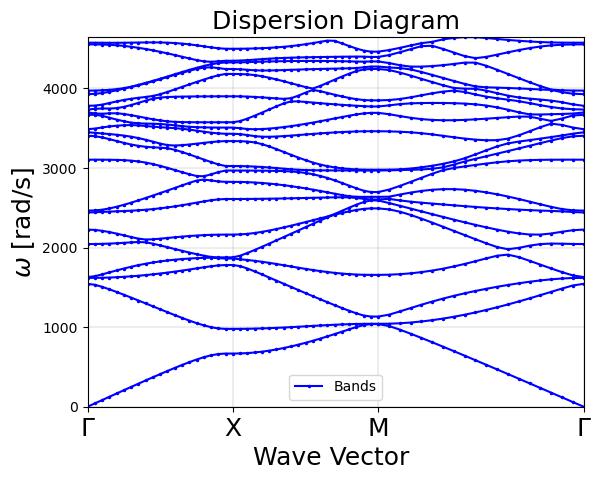 Dispersion Diagram
ω [rad/s]
4000
3000
2000
1000
0
Bands
Γ X M Γ
Wave Vector